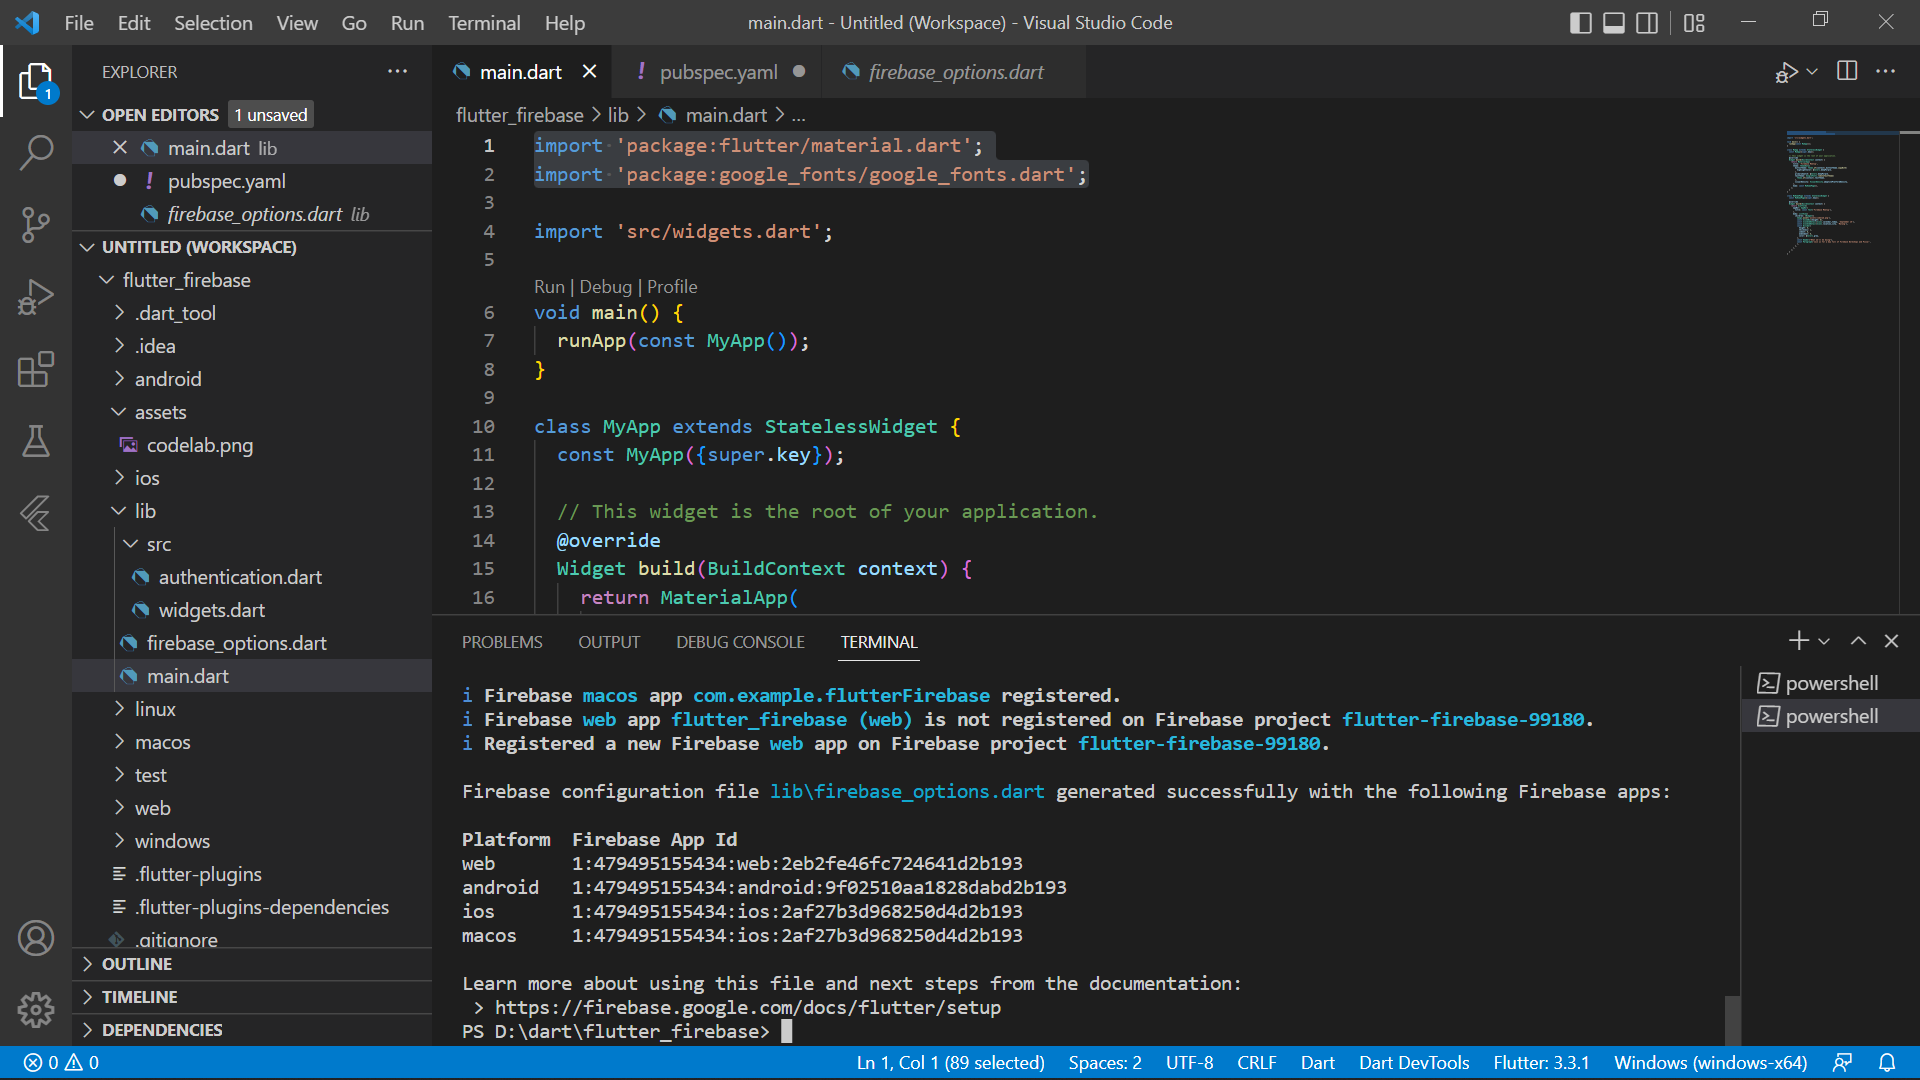 File Edit Selection View Go Run Terminal Help
main.dart - Untitled (Workspace) - Visual Studio Code
1
EXPLORER
OPEN EDITORS 1 unsaved
main.dart lib
! pubspec.yaml
firebase_options.dart lib
UNTITLED (WORKSPACE)
flutter_firebase
.dart_tool
.idea
android
assets
codelab.png
ios
lib
src
authentication.dart
widgets.dart
firebase_options.dart
main.dart
linux
macos
test
web
windows
.flutter-plugins
.flutter-plugins-dependencies
.gitignore
OUTLINE
TIMELINE
DEPENDENCIES
main.dart ! pubspec.yaml firebase_options.dart
flutter_firebase > lib > main.dart > ...
1 import 'package:flutter/material.dart';
2 import 'package:google_fonts/google_fonts.dart';
3
4 import 'src/widgets.dart';
5
Run | Debug | Profile
6 void main() {
7 runApp(const MyApp());
8 }
9
10 class MyApp extends StatelessWidget {
11 const MyApp({super.key});
12
13 // This widget is the root of your application.
14 @override
15 Widget build(BuildContext context) {
16 return MaterialApp(
PROBLEMS OUTPUT DEBUG CONSOLE TERMINAL
i Firebase macos app com.example.flutterFirebase registered.
i Firebase web app flutter_firebase (web) is not registered on Firebase project flutter-firebase-99180.
i Registered a new Firebase web app on Firebase project flutter-firebase-99180.
Firebase configuration file lib\firebase_options.dart generated successfully with the following Firebase apps:
Platform Firebase App Id
web 1:479495155434:web:2eb2fe46fc724641d2b193
android 1:479495155434:android:9f02510aa1828dabd2b193
ios 1:479495155434:ios:2af27b3d968250d4d2b193
macos 1:479495155434:ios:2af27b3d968250d4d2b193
Learn more about using this file and next steps from the documentation:
> https://firebase.google.com/docs/flutter/setup
PS D:\dart\flutter_firebase>
powershell
powershell
0 0
Ln 1, Col 1 (89 selected) Spaces: 2 UTF-8 CRLF Dart Dart DevTools Flutter: 3.3.1 Windows (windows-x64)